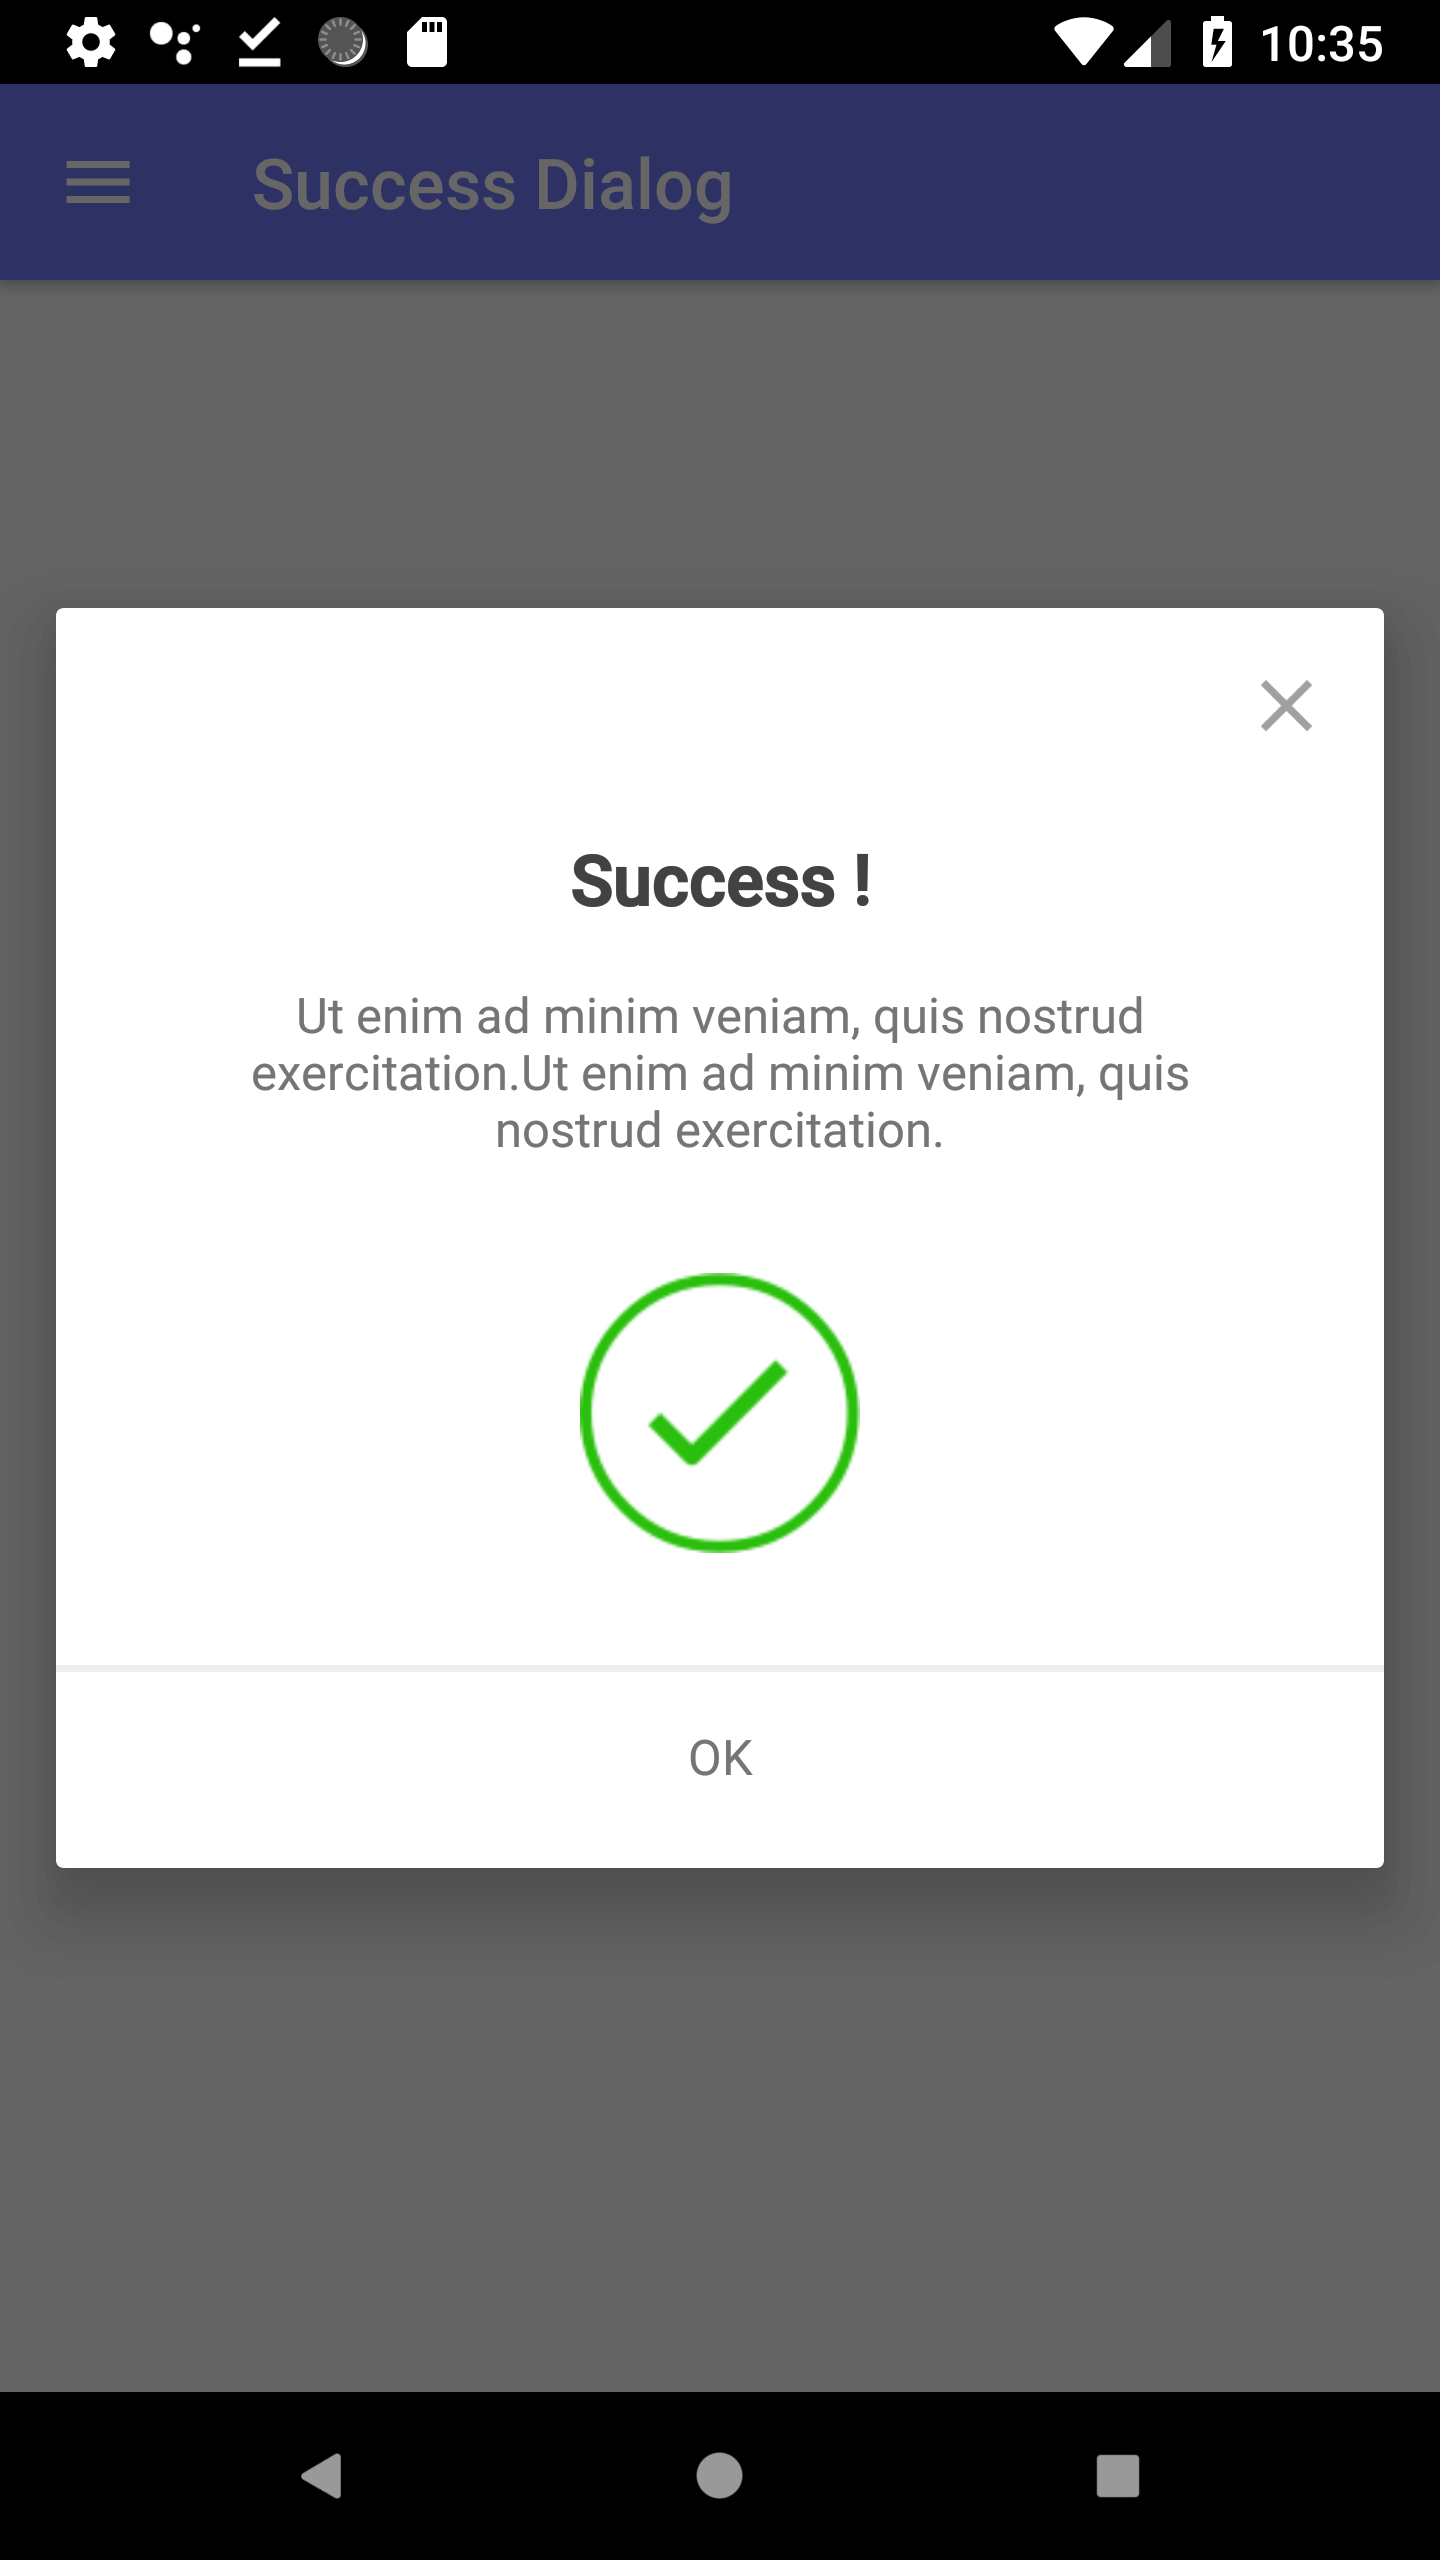 10:35
Success Dialog
Success !
Ut enim ad minim veniam, quis nostrud
exercitation.Ut enim ad minim veniam, quis
nostrud exercitation.
OK